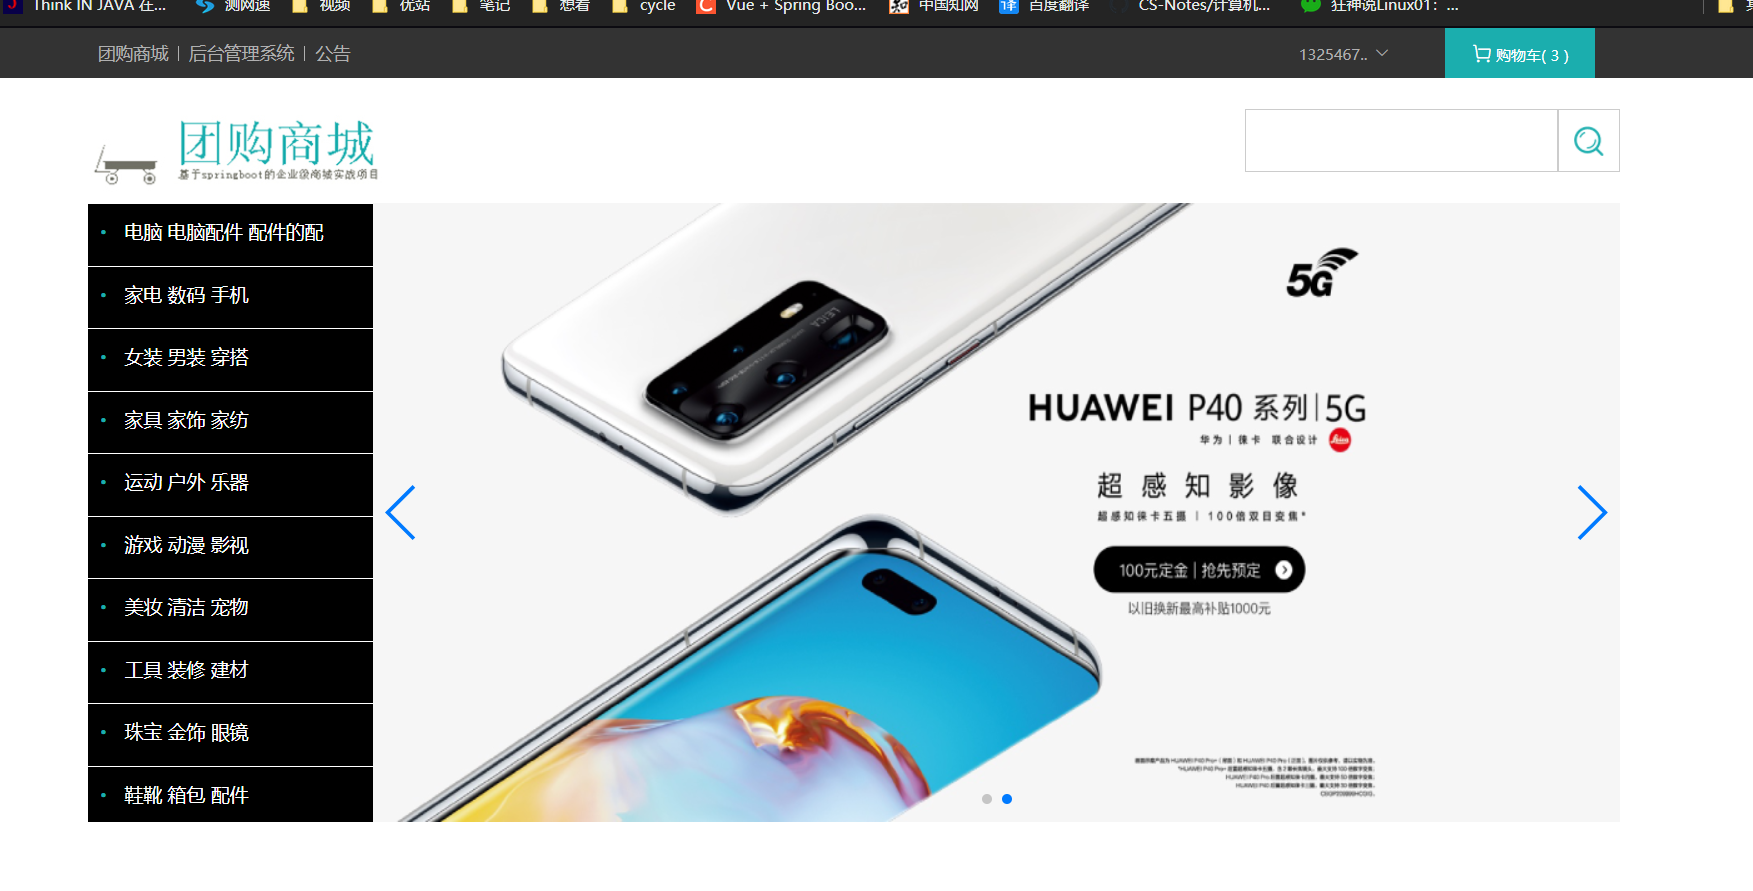 Think IN JAVA 在...
测网速
视频
优站
笔记
想看
cycle
Vue + Spring Boo...
中国知网
百度翻译
CS-Notes/计算机...
狂神说Linux01：...
团购商城 | 后台管理系统 | 公告
1325467..
购物车( 3 )
团购商城
基于springboot的企业级商城实战项目
电脑 电脑配件 配件的配
家电 数码 手机
女装 男装 穿搭
家具 家饰 家纺
运动 户外 乐器
游戏 动漫 影视
美妆 清洁 宠物
工具 装修 建材
珠宝 金饰 眼镜
鞋靴 箱包 配件
LEICA
5G
HUAWEI P40 系列|5G
华为 | 徕卡 联合设计
Leica
超感知影像
超感知徕卡五摄 | 100倍双目变焦*
100元定金 | 抢先预定
以旧换新最高补贴1000元